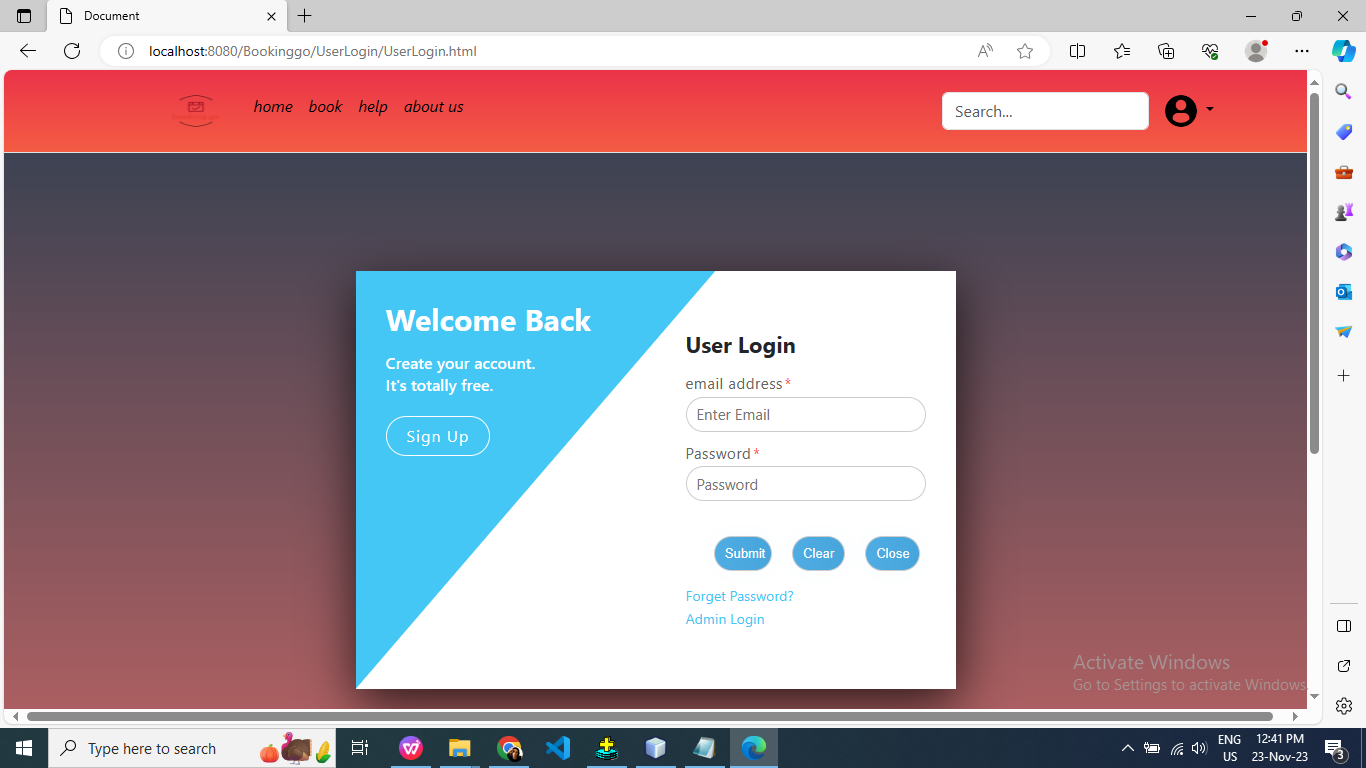 Document
localhost:8080/Bookinggo/UserLogin/UserLogin.html
home book help about us
Search...
Welcome Back
Create your account.
It's totally free.
Sign Up
User Login
email address*
Enter Email
Password*
Password
Submit Clear Close
Forget Password?
Admin Login
Activate Windows
Go to Settings to activate Windows.
Type here to search
ENG
US
12:41 PM
23-Nov-23
3